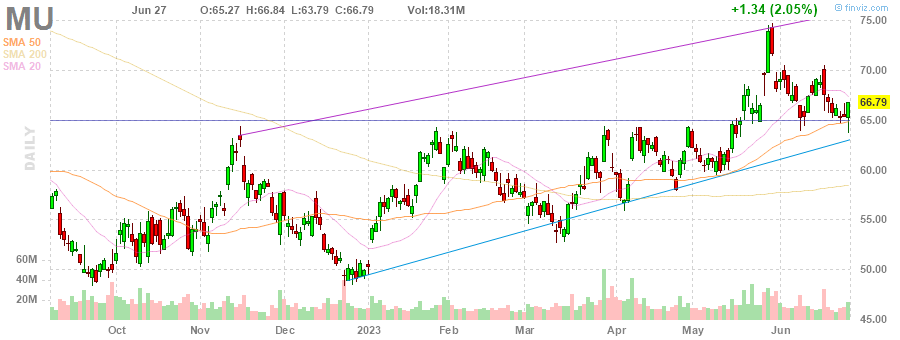 MU Jun 27 O:65.27 H:66.84 L:63.79 C:66.79 Vol:18.31M +1.34 (2.05%) © finviz.com
SMA 50
SMA 200
SMA 20
DAILY
75.00
70.00
66.79
65.00
60.00
55.00
50.00
45.00
60M
40M
20M
Oct Nov Dec 2023 Feb Mar Apr May Jun